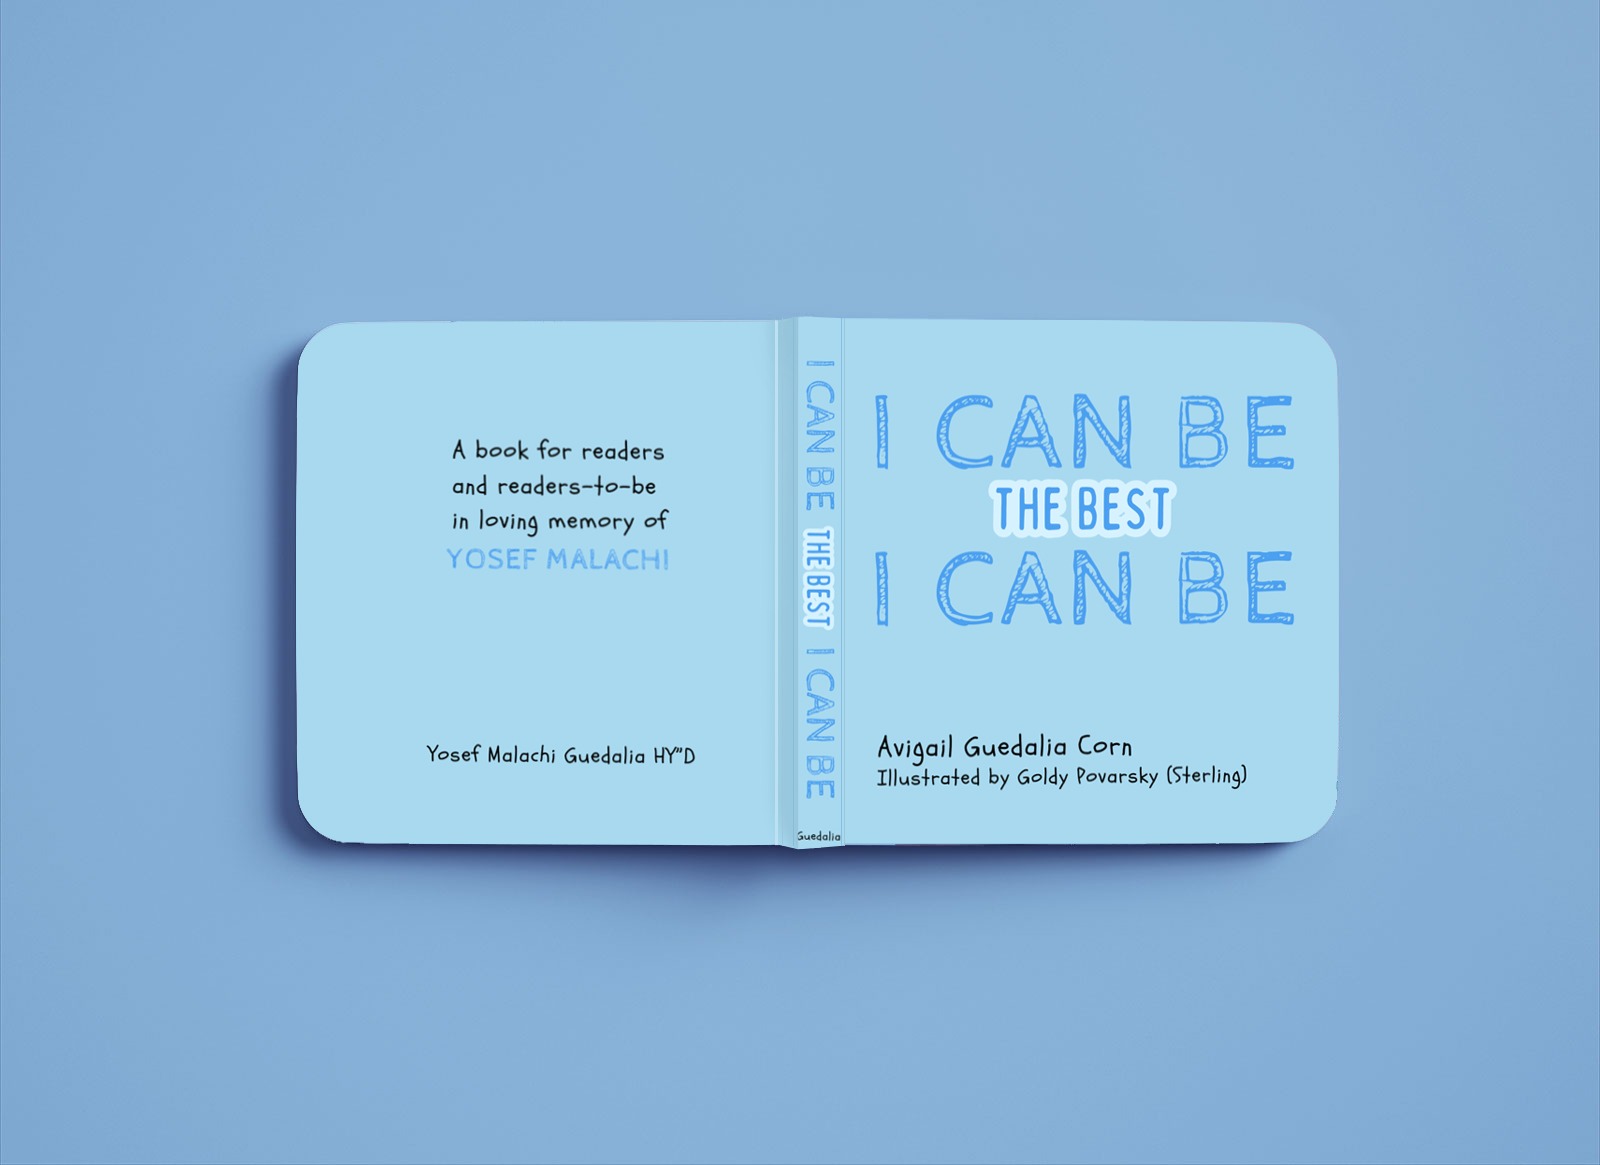 A book for readers
and readers-to-be
in loving memory of
YOSEF MALACHI
Yosef Malachi Guedalia HY"D
I CAN BE THE BEST I CAN BE
Guedalia
I CAN BE
THE BEST
I CAN BE
Avigail Guedalia Corn
Illustrated by Goldy Povarsky (Sterling)